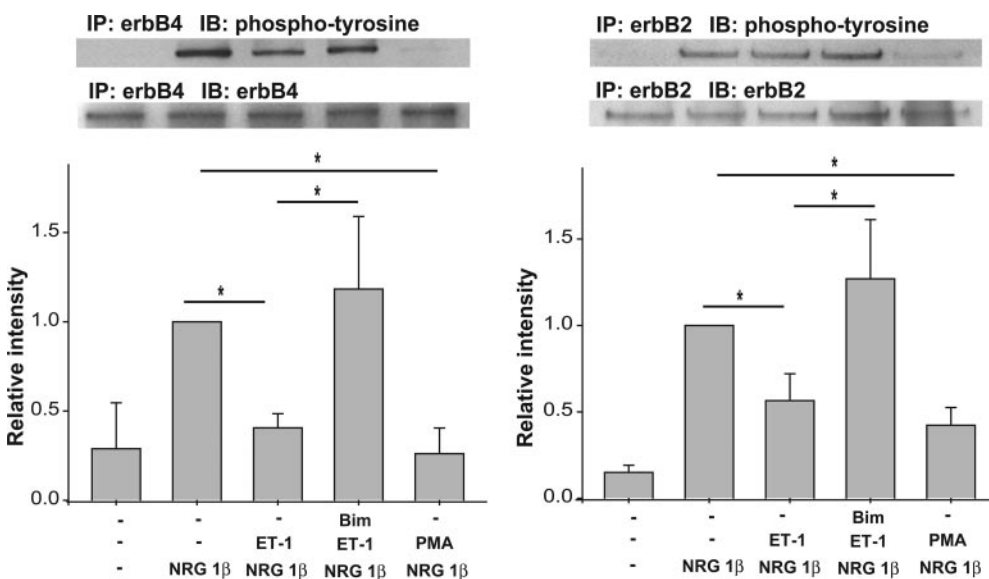 IP: erbB4 IB: phospho-tyrosine
IP: erbB4 IB: erbB4
Relative intensity
1.5
1.0
0.5
0.0
*
*
*
- - - Bim -
- - ET-1 ET-1 PMA
- NRG 1β NRG 1β NRG 1β NRG 1β
IP: erbB2 IB: phospho-tyrosine
IP: erbB2 IB: erbB2
Relative intensity
1.5
1.0
0.5
0.0
*
*
*
- - - Bim -
- - ET-1 ET-1 PMA
- NRG 1β NRG 1β NRG 1β NRG 1β